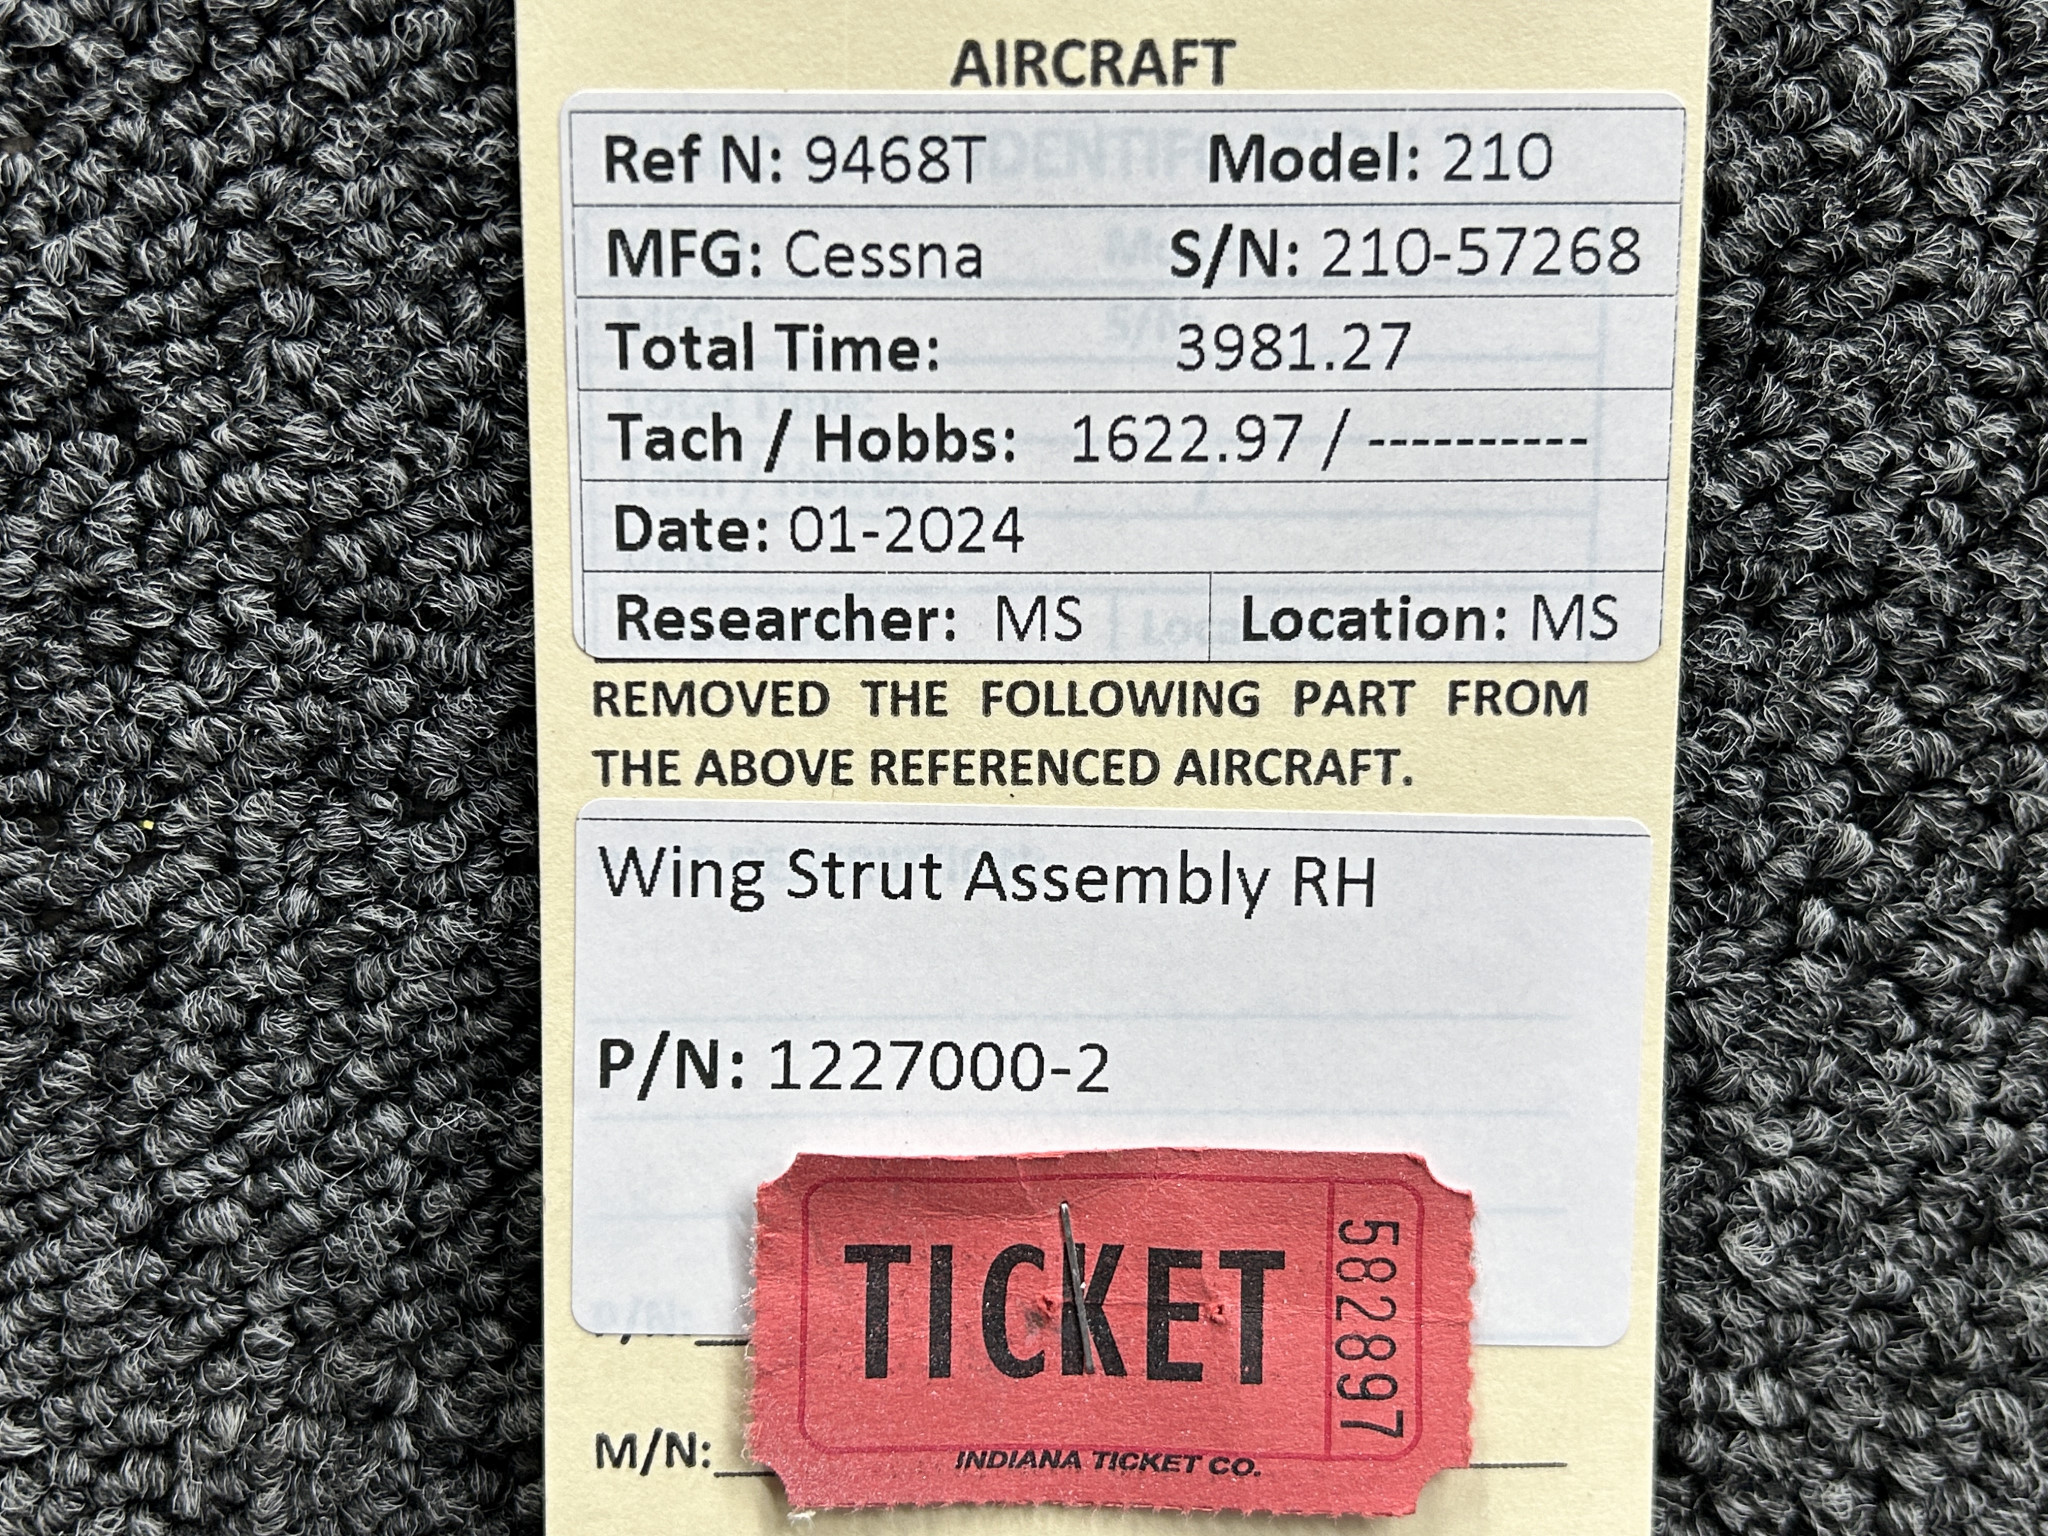 AIRCRAFT
Ref N: 9468T Model: 210
MFG: Cessna S/N: 210-57268
Total Time: 3981.27
Tach / Hobbs: 1622.97 / ----------
Date: 01-2024
Researcher: MS Location: MS
REMOVED THE FOLLOWING PART FROM
THE ABOVE REFERENCED AIRCRAFT.
Wing Strut Assembly RH
P/N: 1227000-2
P/N:
TICKET
582897
M/N:
INDIANA TICKET CO.